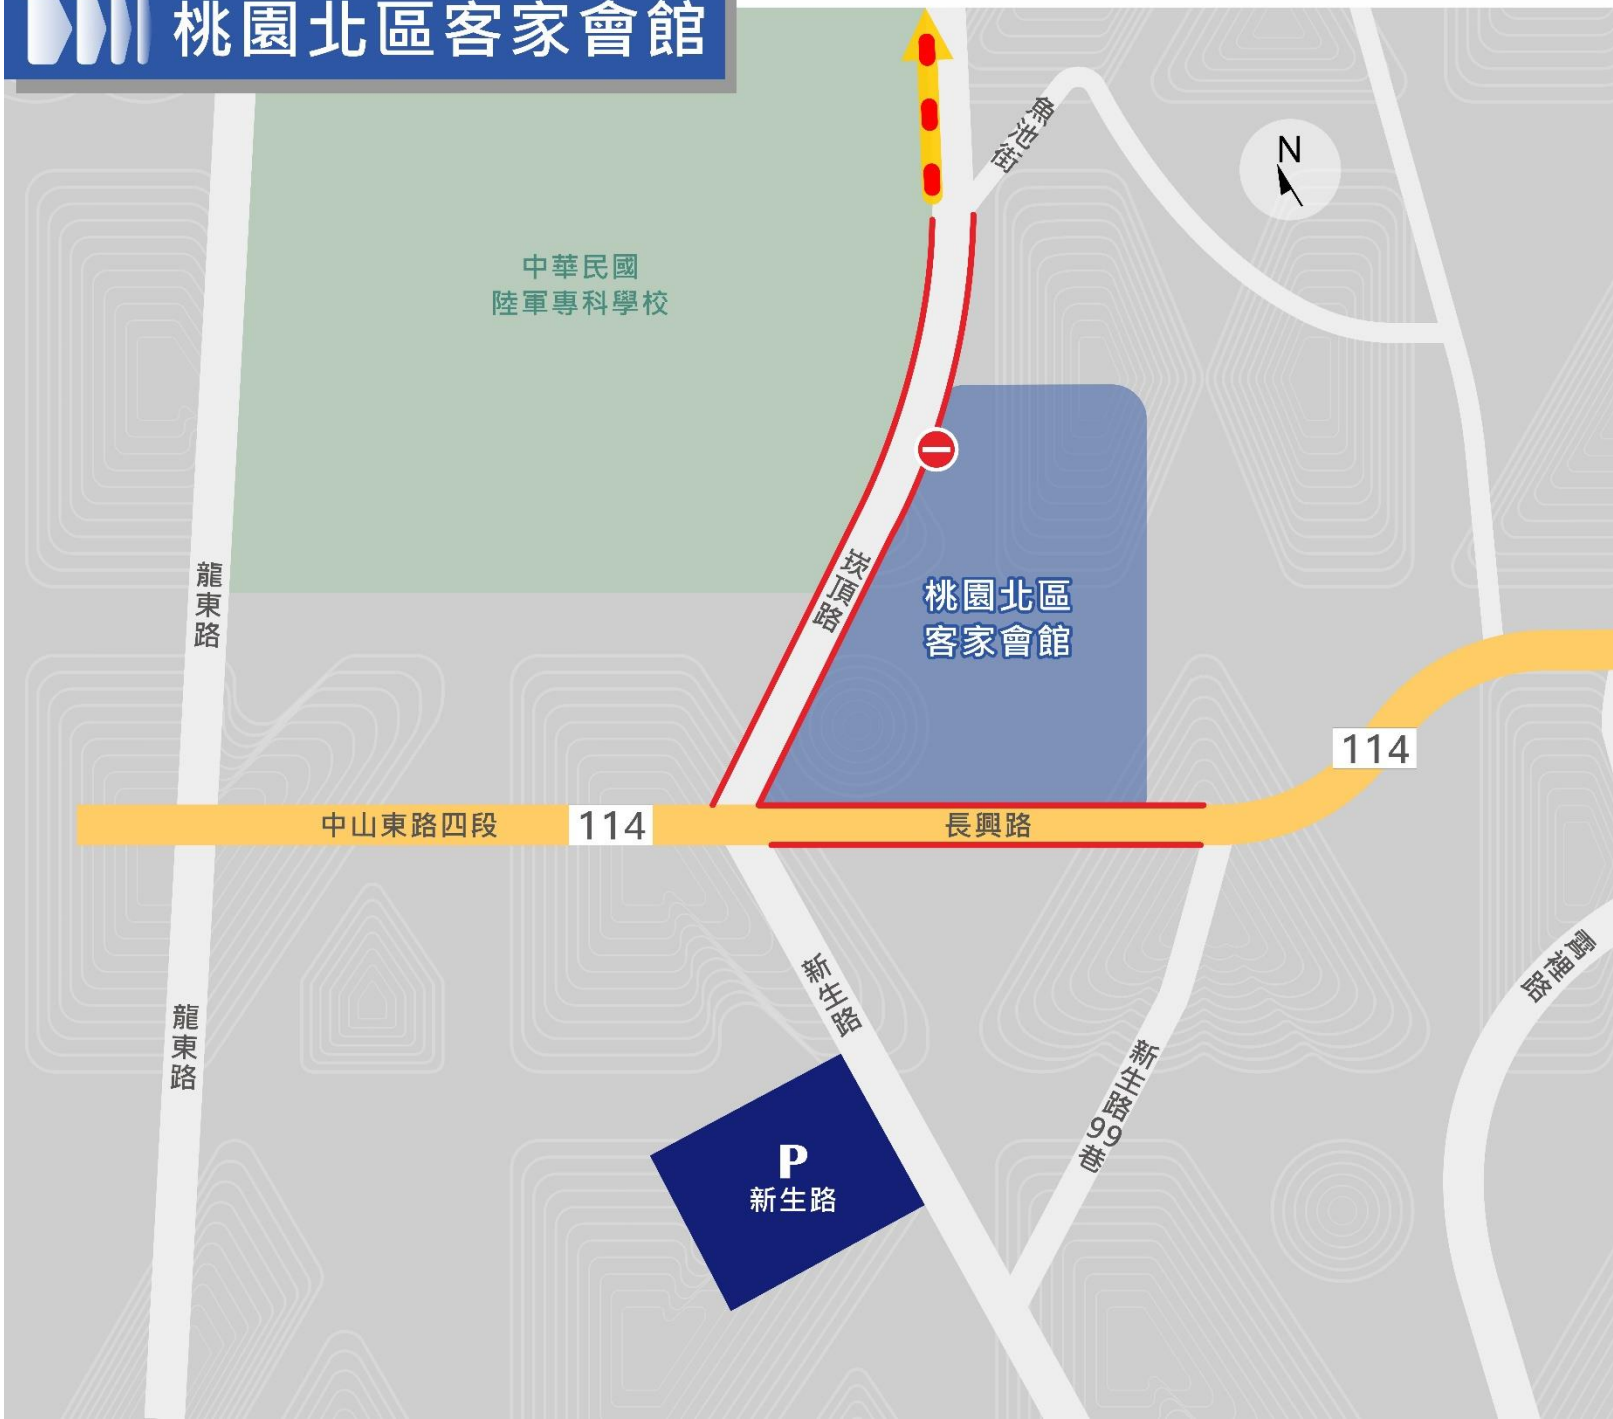 桃園北區客家會館
魚池街
N
中華民國
陸軍專科學校
龍東路
崁頂路
桃園北區
客家會館
114
中山東路四段
114
長興路
新生路
霄裡路
龍東路
新生路99巷
P
新生路